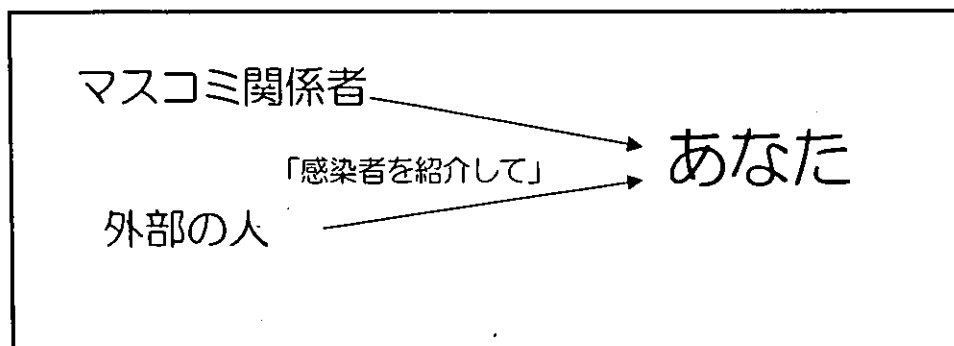 マスコミ関係者
あなた
「感染者を紹介して」
外部の人